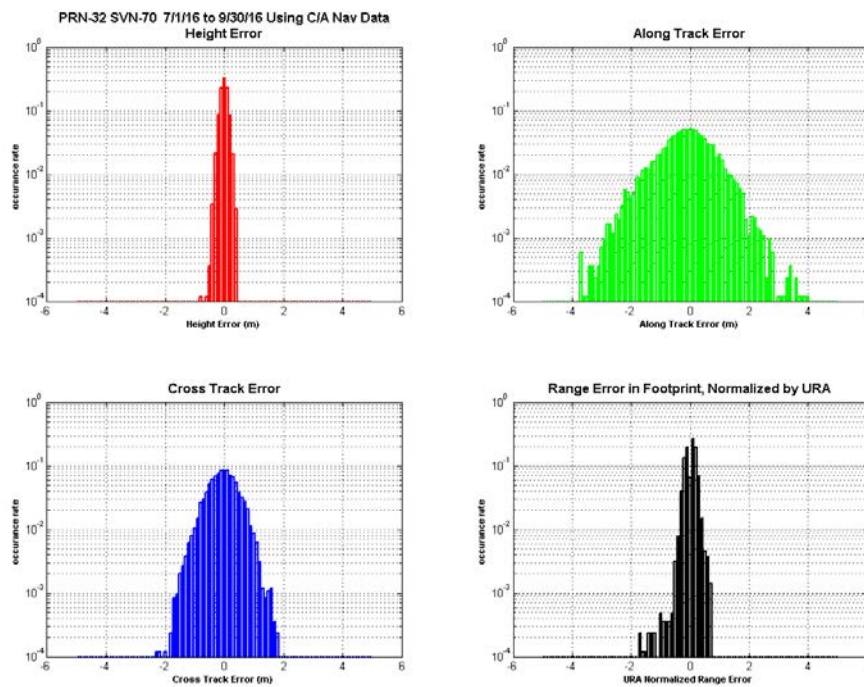 PRN-32 SVN-70 7/1/16 to 9/30/16 Using C/A Nav Data
Height Error
10^0
10^-1
10^-2
10^-3
10^-4
occurance rate
-6 -4 -2 0 2 4 6
Height Error (m)
Along Track Error
10^0
10^-1
10^-2
10^-3
10^-4
occurance rate
-6 -4 -2 0 2 4 6
Along Track Error (m)
Cross Track Error
10^0
10^-1
10^-2
10^-3
10^-4
occurance rate
-6 -4 -2 0 2 4 6
Cross Track Error (m)
Range Error in Footprint, Normalized by URA
10^0
10^-1
10^-2
10^-3
10^-4
occurance rate
-6 -4 -2 0 2 4 6
URA Normalized Range Error